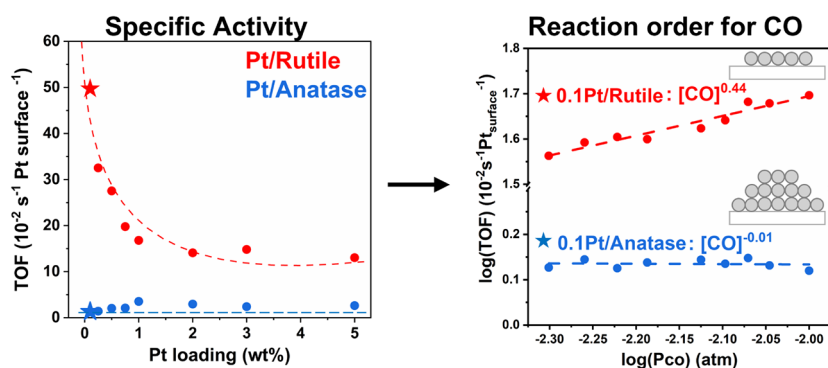 Specific Activity
Pt/Rutile
Pt/Anatase
TOF (10⁻² s⁻¹ Pt surface⁻¹)
60
50
40
30
20
10
0
0
1
2
3
4
5
Pt loading (wt%)
Reaction order for CO
0.1Pt/Rutile: [CO]^0.44
0.1Pt/Anatase: [CO]^-0.01
log(TOF) (10⁻²s⁻¹Pt_surface⁻¹)
1.8
1.7
1.6
1.5
0.2
0.1
0.0
-2.30
-2.25
-2.20
-2.15
-2.10
-2.05
-2.00
log(Pco) (atm)